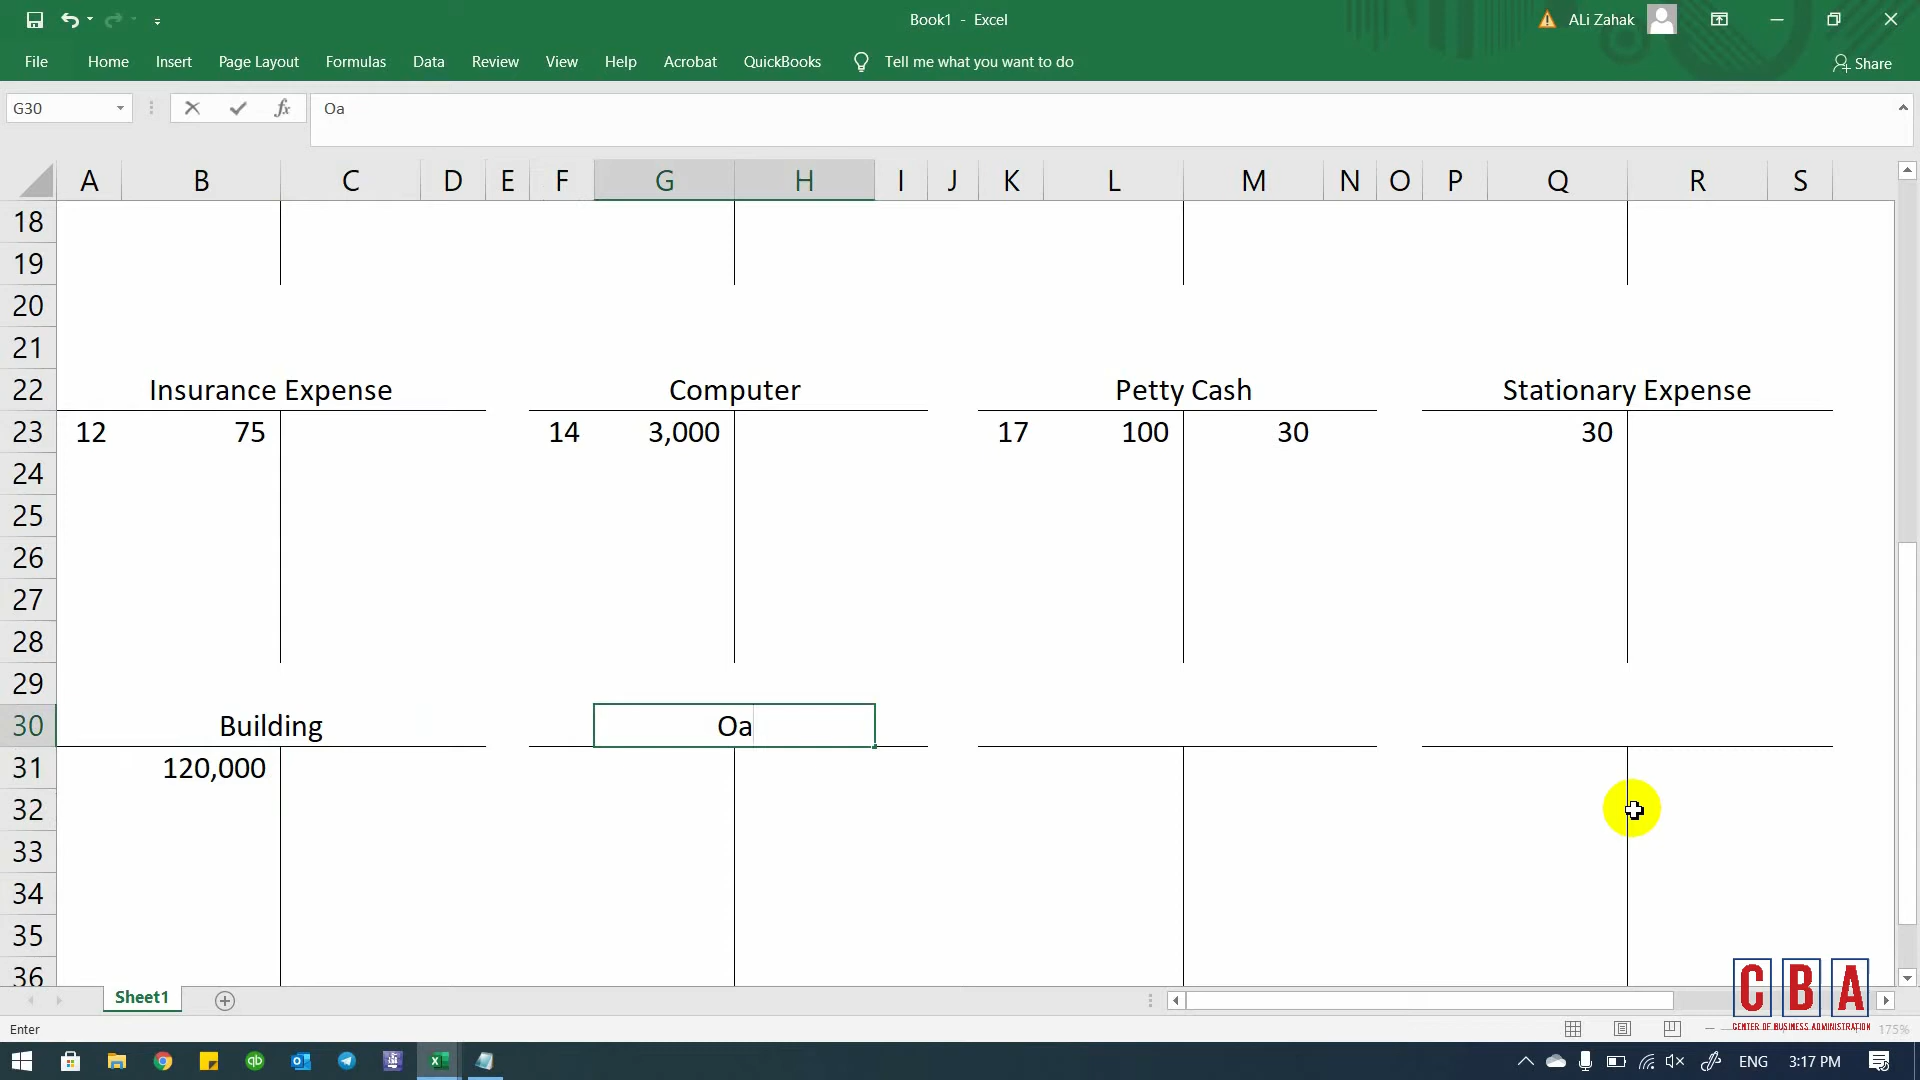 Book1 - Excel
ALi Zahak
File Home Insert Page Layout Formulas Data Review View Help Acrobat QuickBooks Tell me what you want to do Share
G30 fx Oa
A B C D E F G H I J K L M N O P Q R S
18
19
20
21
22 Insurance Expense Computer Petty Cash Stationary Expense
23 12 75 14 3,000 17 100 30 30
24
25
26
27
28
29
30 Building Oa
31 120,000
32
33
34
35
36
Sheet1
CBA
CENTER OF BUSINESS ADMINISTRATION
Enter 175%
ENG 3:17 PM